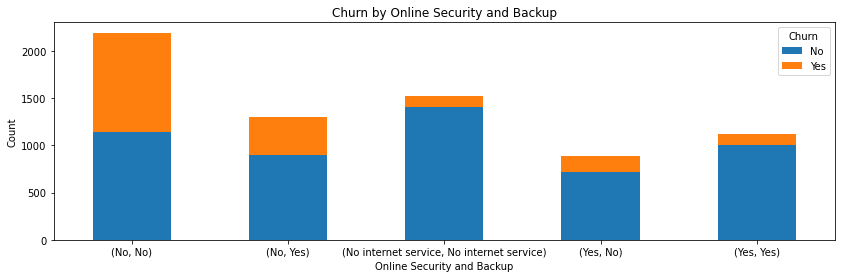 Churn by Online Security and Backup
Churn
No
Yes
2000
1500
1000
500
0
Count
(No, No)
(No, Yes)
(No internet service, No internet service)
(Yes, No)
(Yes, Yes)
Online Security and Backup